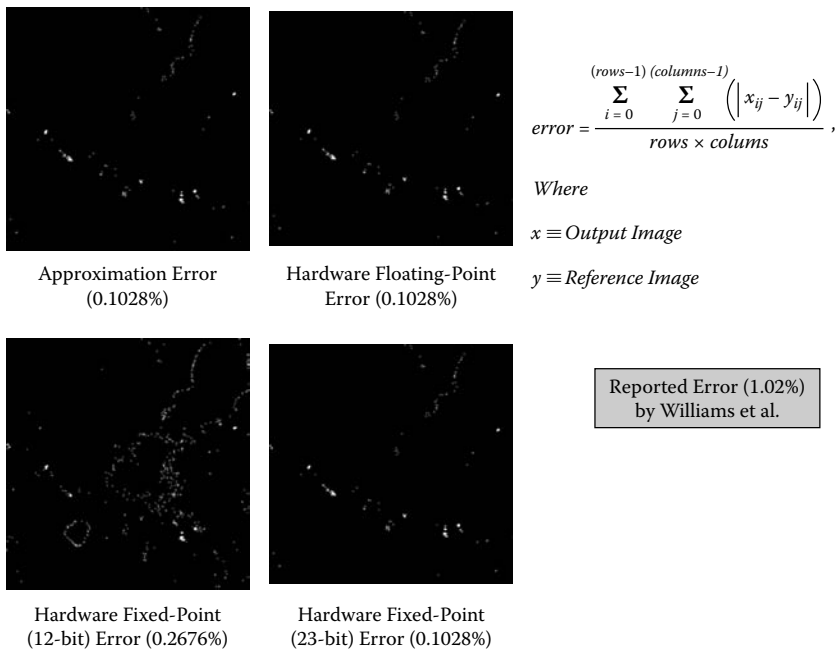 Approximation Error
(0.1028%)
Hardware Floating-Point
Error (0.1028%)
(rows−1) (columns−1)
error = Σ Σ (| x_ij − y_ij |) ,
i = 0 j = 0
rows × colums
Where
x ≡ Output Image
y ≡ Reference Image
Hardware Fixed-Point
(12-bit) Error (0.2676%)
Hardware Fixed-Point
(23-bit) Error (0.1028%)
Reported Error (1.02%)
by Williams et al.